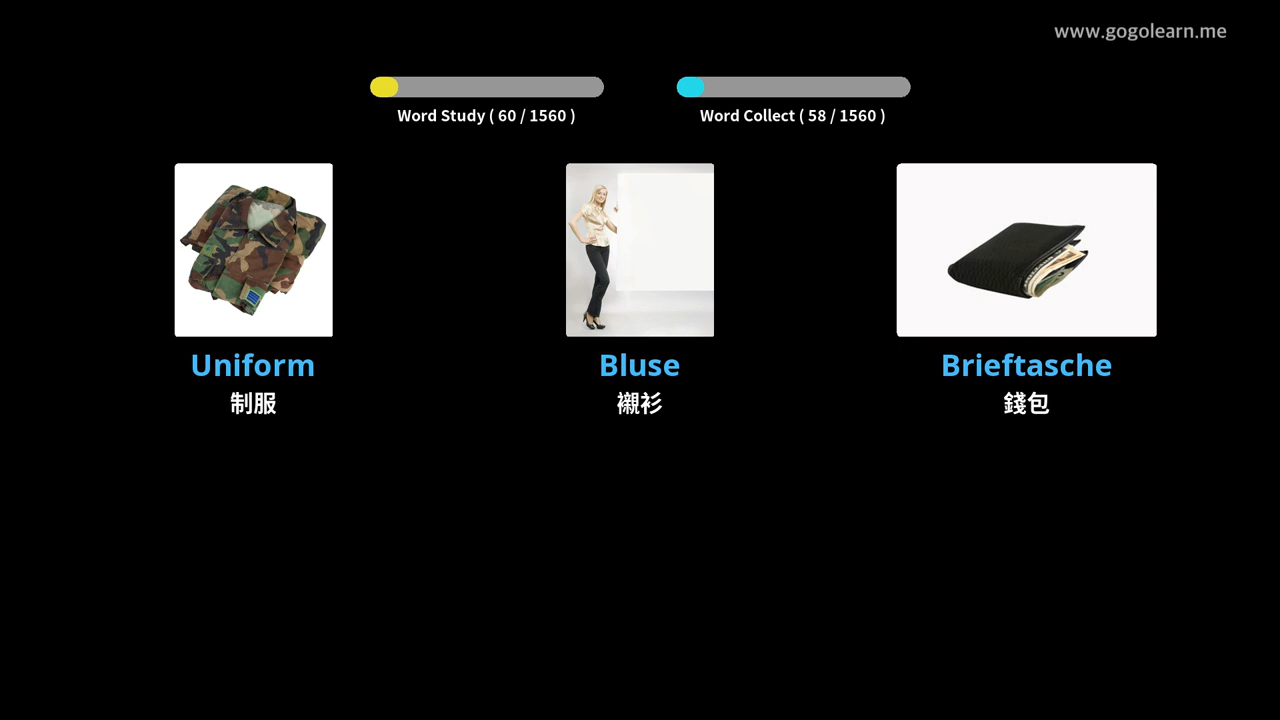 www.gogolearn.me
Word Study ( 60 / 1560 )
Word Collect ( 58 / 1560 )
Uniform
制服
Bluse
襯衫
Brieftasche
錢包